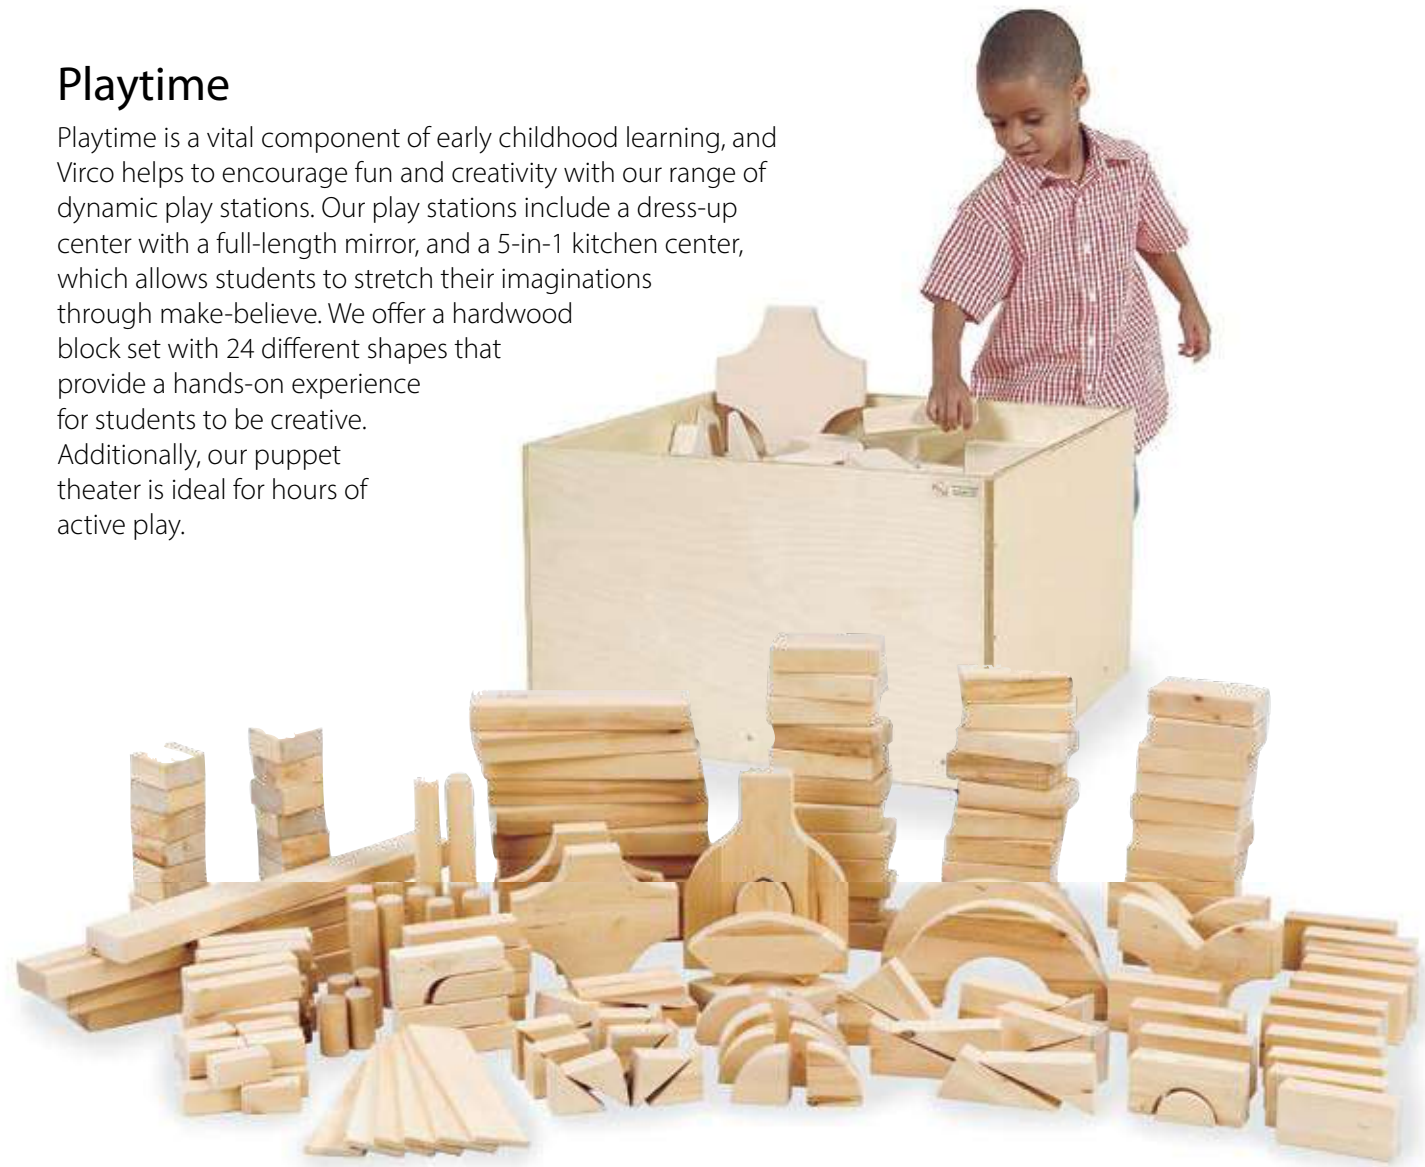 Playtime
Playtime is a vital component of early childhood learning, and
Virco helps to encourage fun and creativity with our range of
dynamic play stations. Our play stations include a dress-up
center with a full-length mirror, and a 5-in-1 kitchen center,
which allows students to stretch their imaginations
through make-believe. We offer a hardwood
block set with 24 different shapes that
provide a hands-on experience
for students to be creative.
Additionally, our puppet
theater is ideal for hours of
active play.